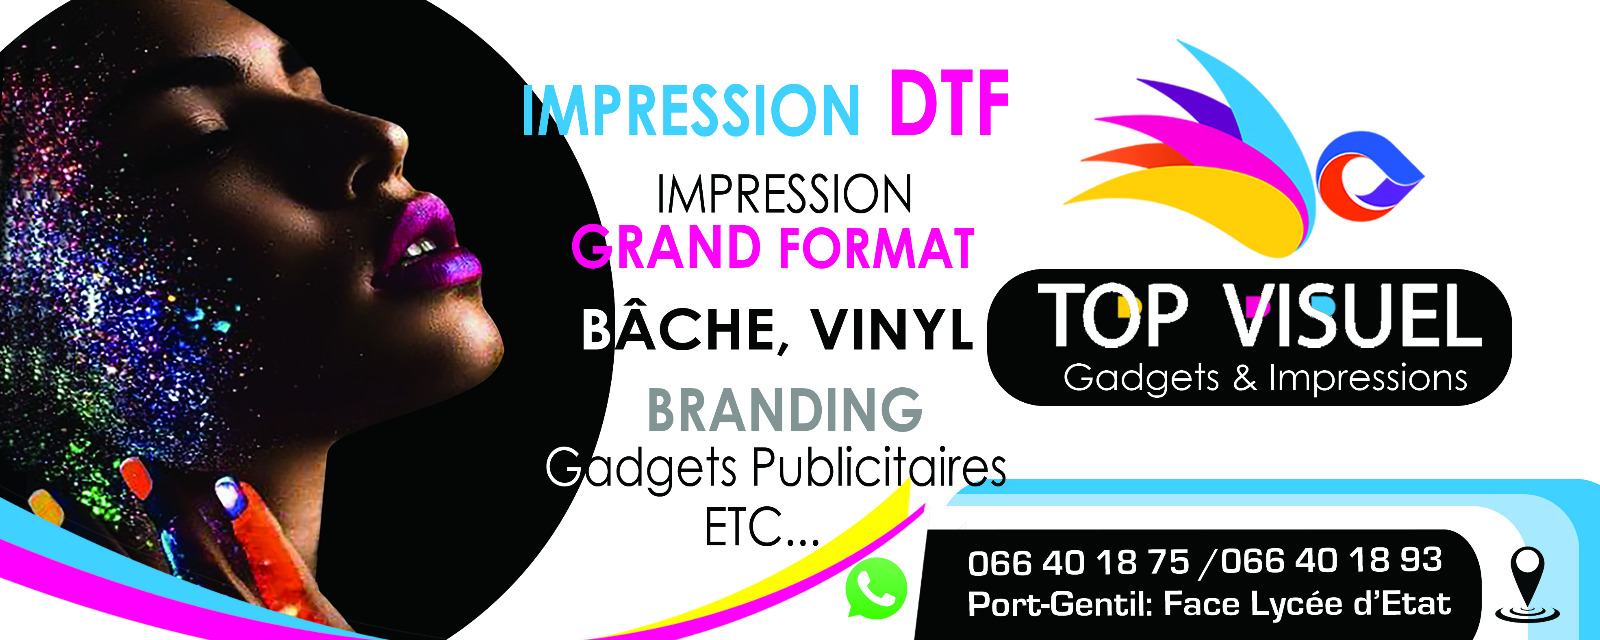 IMPRESSION DTF
IMPRESSION
GRAND FORMAT
BÂCHE, VINYL
BRANDING
Gadgets Publicitaires
ETC...
TOP VISUEL
Gadgets & Impressions
066 40 18 75 /066 40 18 93
Port-Gentil: Face Lycée d'Etat